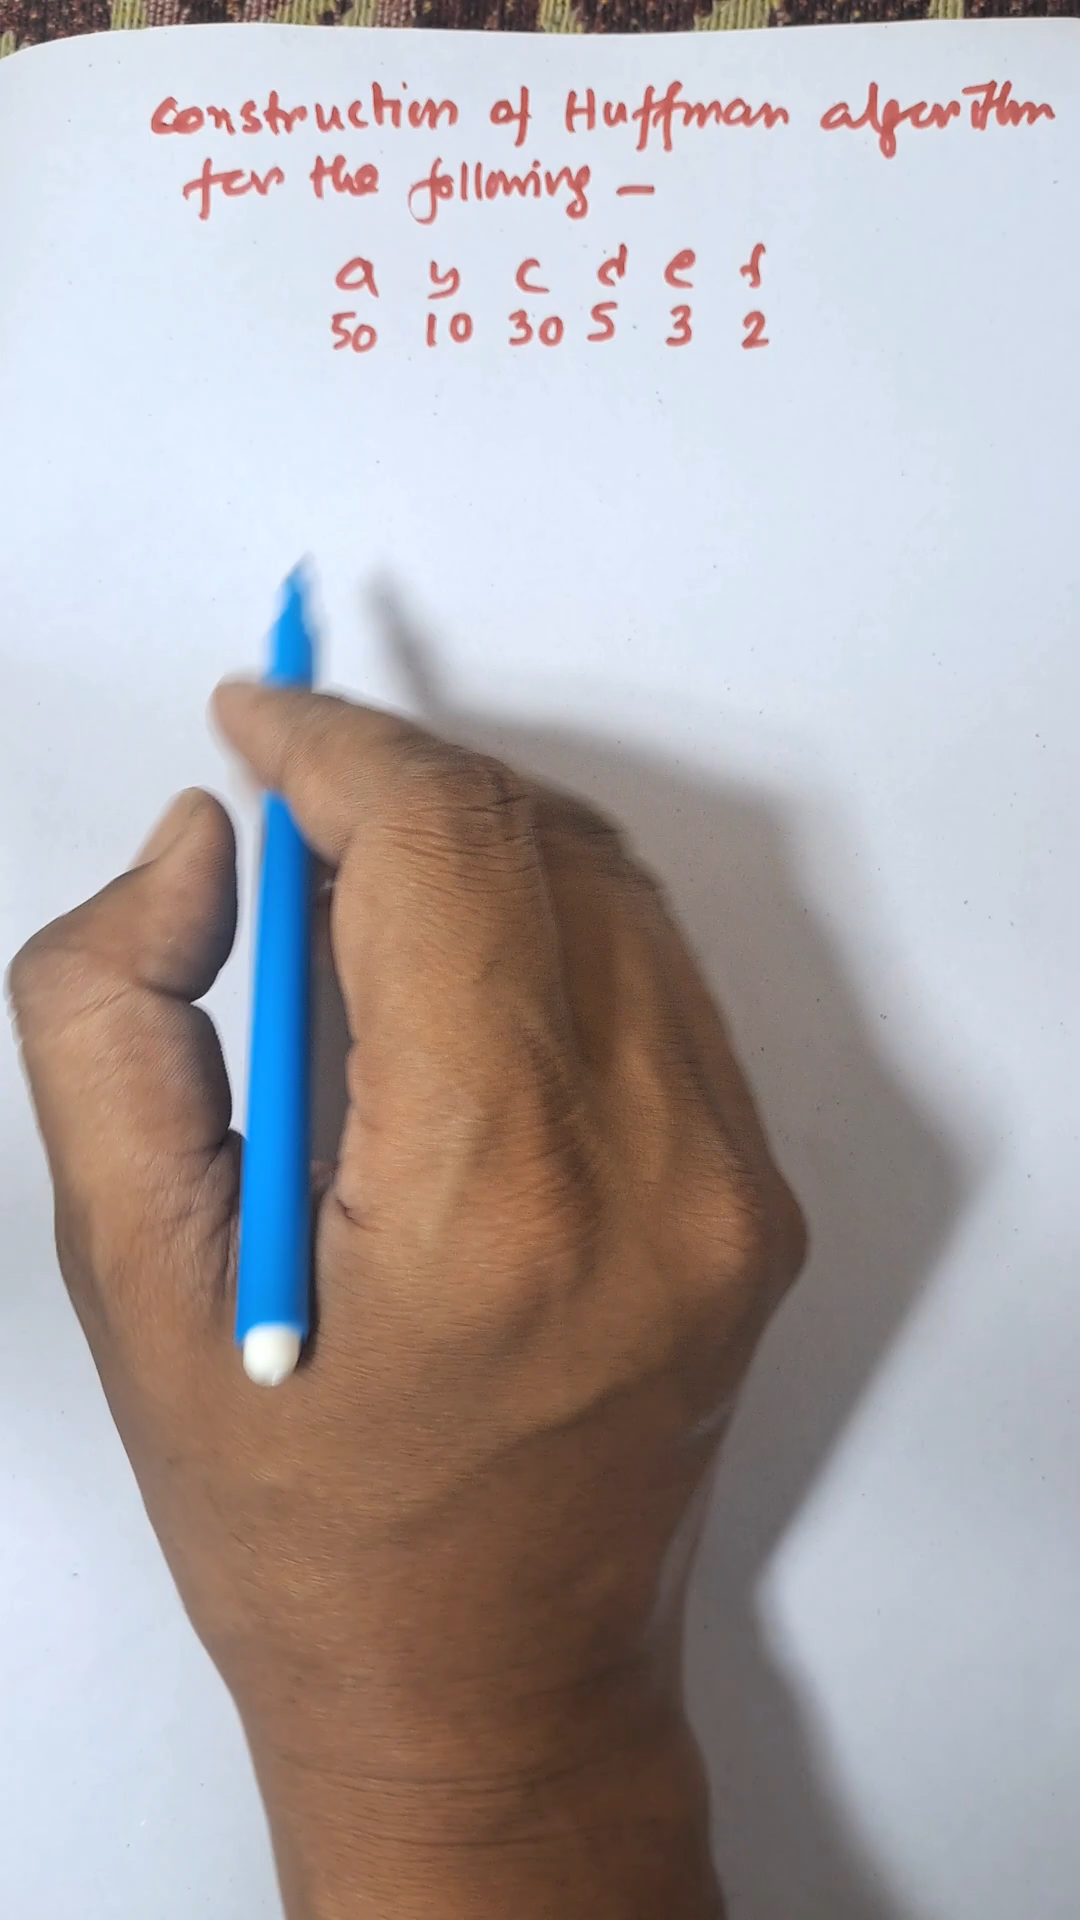 construction of Huffman algorithm
for the following -
a y c d e f
50 10 30 5 3 2